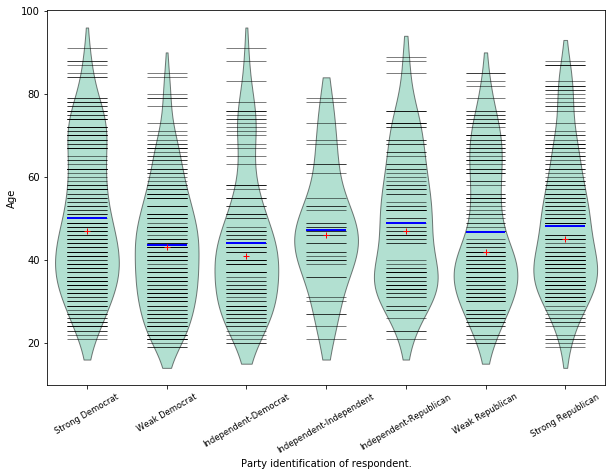 100
80
60
40
20
Age
Strong Democrat
Weak Democrat
Independent-Democrat
Independent-Independent
Independent-Republican
Weak Republican
Strong Republican
Party identification of respondent.